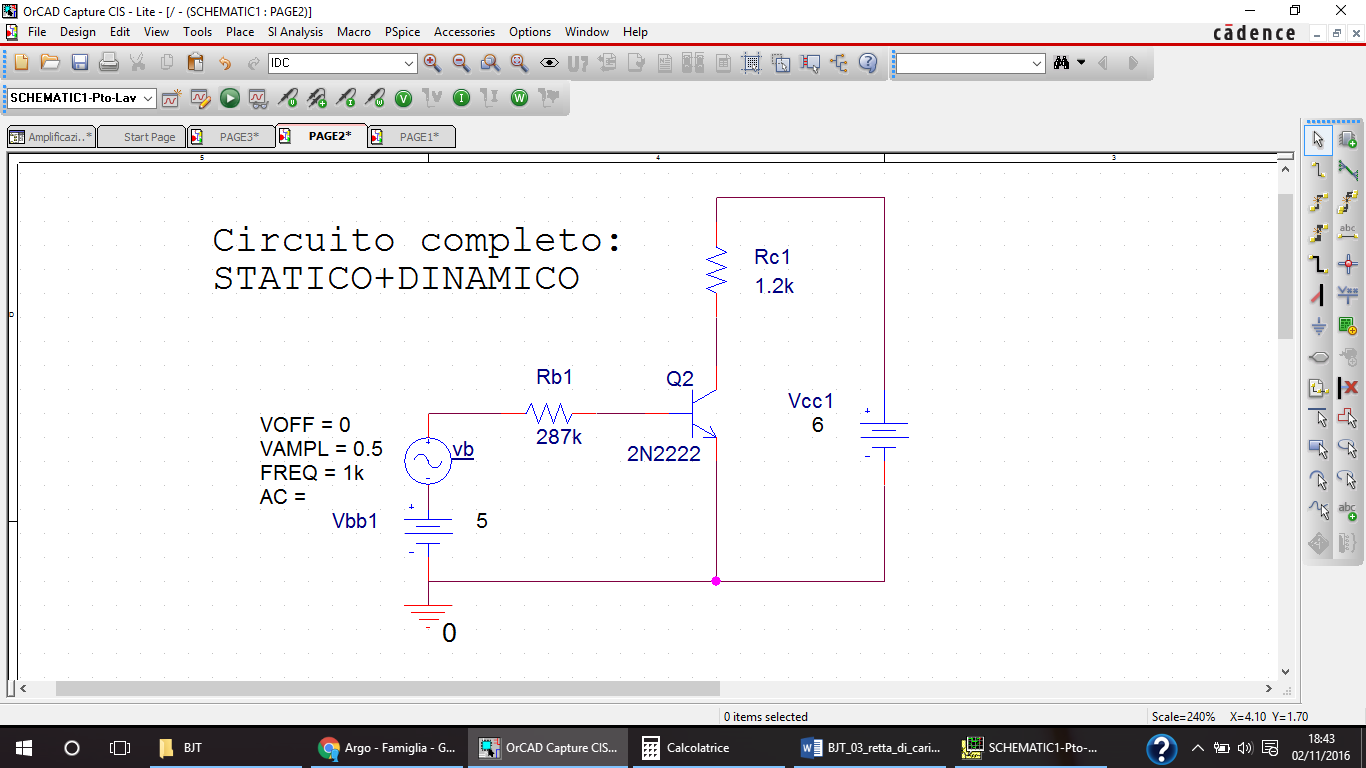 OrCAD Capture CIS - Lite - [/ - (SCHEMATIC1 : PAGE2)]
File Design Edit View Tools Place SI Analysis Macro PSpice Accessories Options Window Help
cādence
IDC
SCHEMATIC1-Pto-Lav
Amplificazi..* Start Page PAGE3* PAGE2* PAGE1*
5 4 3
Circuito completo:
STATICO+DINAMICO
Rc1
1.2k
Rb1
287k
Q2
2N2222
Vcc1
6
VOFF = 0
VAMPL = 0.5
FREQ = 1k
AC =
vb
Vbb1
5
0
0 items selected Scale=240% X=4.10 Y=1.70
BJT Argo - Famiglia - G... OrCAD Capture CIS... Calcolatrice BJT_03_retta_di_cari... SCHEMATIC1-Pto-...
18:43
02/11/2016